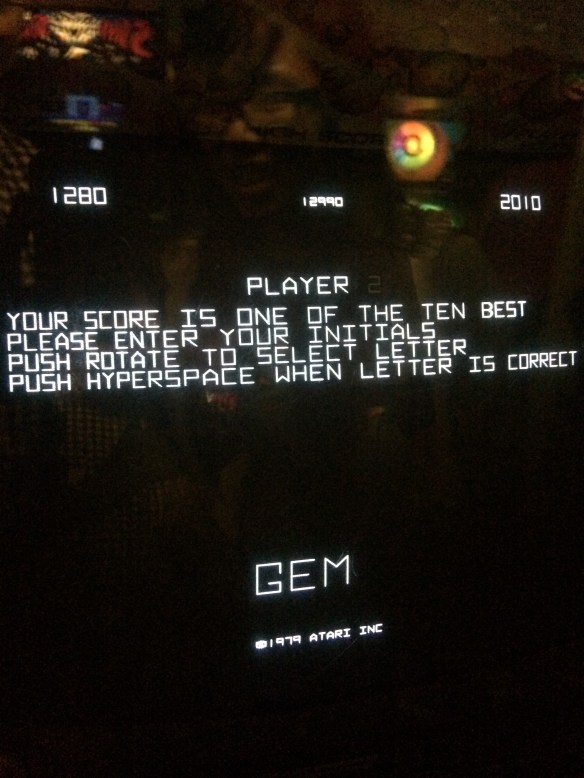 1280 12990 2010
PLAYER 2
YOUR SCORE IS ONE OF THE TEN BEST
PLEASE ENTER YOUR INITIALS
PUSH ROTATE TO SELECT LETTER
PUSH HYPERSPACE WHEN LETTER IS CORRECT
GEM
©1979 ATARI INC